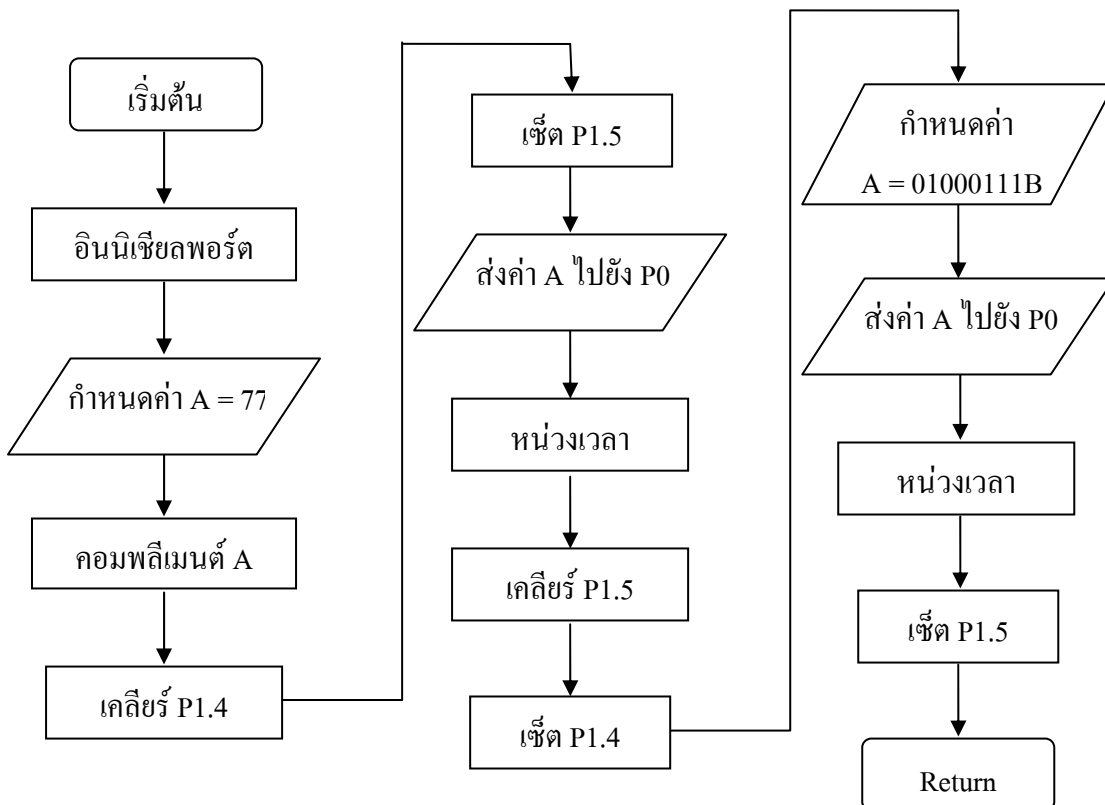 เริ่มต้น
อินนิเชียลพอร์ต
กำหนดค่า A = 77
คอมพลีเมนต์ A
เคลียร์ P1.4
เซ็ต P1.5
ส่งค่า A ไปยัง P0
หน่วงเวลา
เคลียร์ P1.5
เซ็ต P1.4
กำหนดค่า
A = 01000111B
ส่งค่า A ไปยัง P0
หน่วงเวลา
เซ็ต P1.5
Return